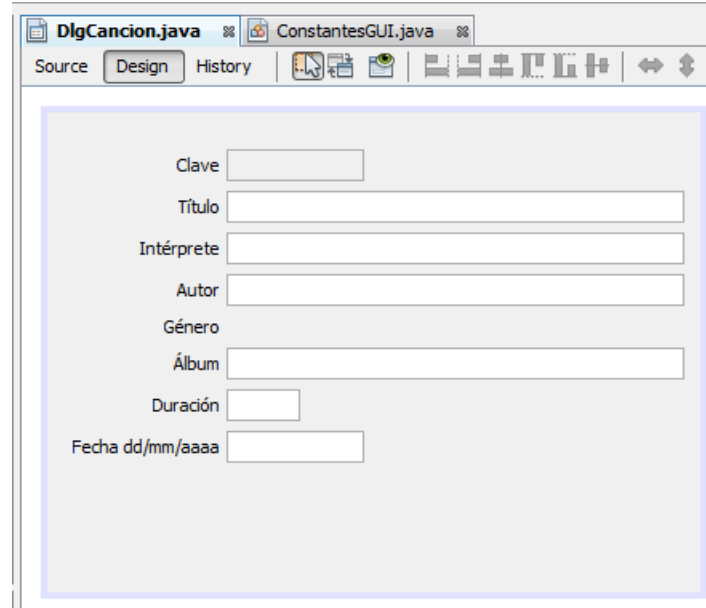 DlgCancion.java ConstantesGUI.java
Source Design History
Clave
Título
Intérprete
Autor
Género
Álbum
Duración
Fecha dd/mm/aaaa